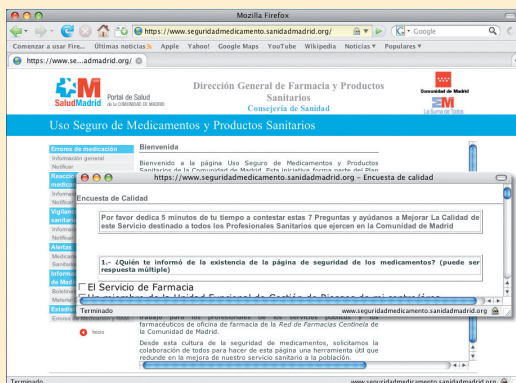 Mozilla Firefox
https://www.seguridadmedicamento.sanidadmadrid.org/
Google
Comenzar a usar Fire... Últimas noticias Apple Yahoo! Google Maps YouTube Wikipedia Noticias Populares
https://www.se...admadrid.org/
SaludMadrid
Portal de Salud
de la COMUNIDAD DE MADRID
Dirección General de Farmacia y Productos
Sanitarios
Consejería de Sanidad
Comunidad de Madrid
La Suma de Todos
Uso Seguro de Medicamentos y Productos Sanitarios
Errores de medicación
Información general
Notificar
Bienvenida
Bienvenido a la página Uso Seguro de Medicamentos y Productos
Sanitarios de la Comunidad de Madrid. Esta iniciativa forma parte del Plan
https://www.seguridadmedicamento.sanidadmadrid.org – Encuesta de calidad
Encuesta de Calidad
Por favor dedica 5 minutos de tu tiempo a contestar estas 7 Preguntas y ayúdanos a Mejorar La Calidad de
este Servicio destinado a todos los Profesionales Sanitarios que ejercen en la Comunidad de Madrid
1.- ¿Quién te informó de la existencia de la página de seguridad de los medicamentos? (puede ser
respuesta múltiple)
El Servicio de Farmacia
Terminado
www.seguridadmedicamento.sanidadmadrid.org
farmacéuticos de oficina de farmacia de la Red de Farmacias Centinela de
la Comunidad de Madrid.
Inicio
Desde esta cultura de la seguridad de medicamentos, solicitamos la
colaboración de todos para hacer de esta página una herramienta útil que
redunde en la mejora de nuestro servicio sanitario a la población.
Terminado
www.seguridadmedicamento.sanidadmadrid.org